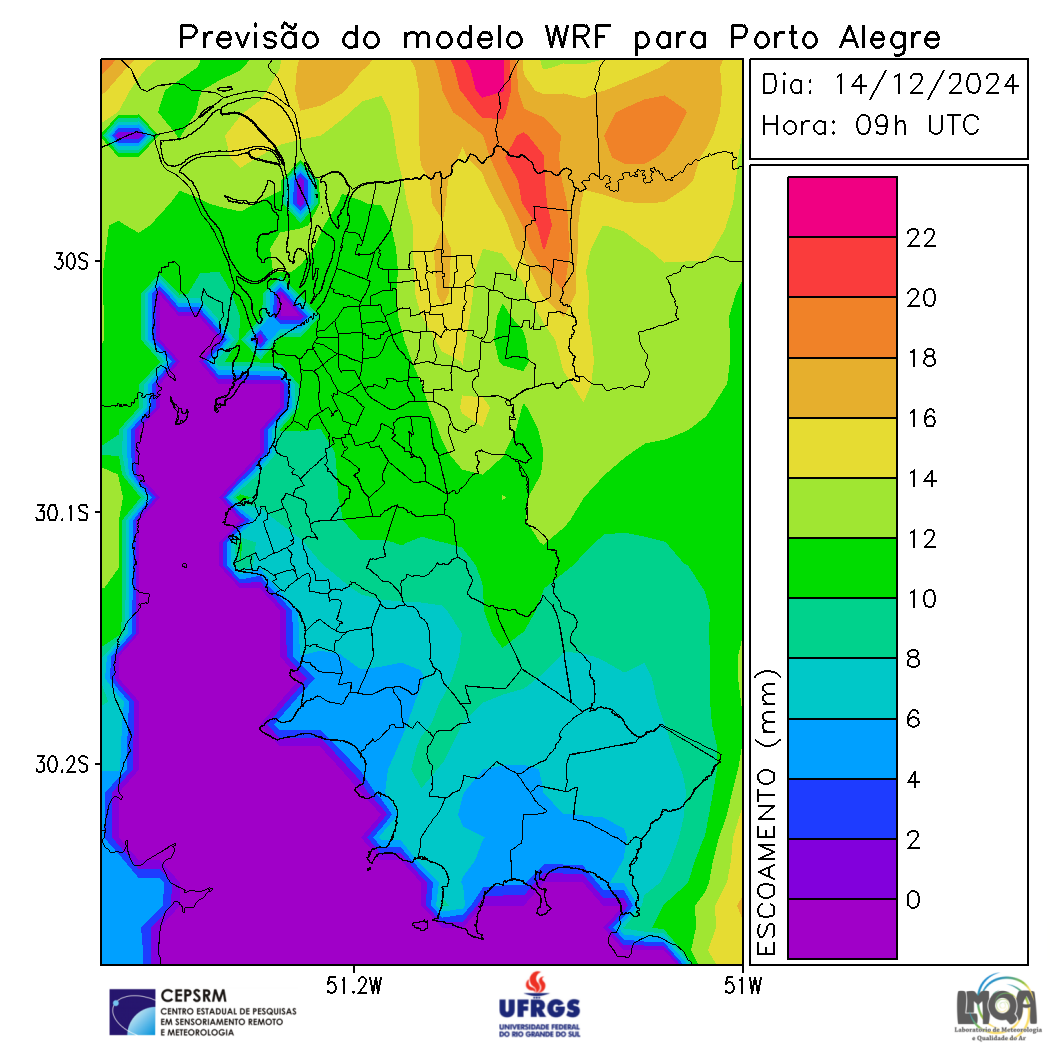 Previsão do modelo WRF para Porto Alegre
Dia: 14/12/2024
Hora: 09h UTC
22
20
18
16
14
12
10
8
6
4
2
0
ESCOAMENTO (mm)
30S
30.1S
30.2S
51.2W
51W
CEPSRM
CENTRO ESTADUAL DE PESQUISAS
EM SENSORIAMENTO REMOTO
E METEOROLOGIA
UFRGS
UNIVERSIDADE FEDERAL
DO RIO GRANDE DO SUL
LMQA
Laboratório de Meteorologia
e Qualidade do Ar